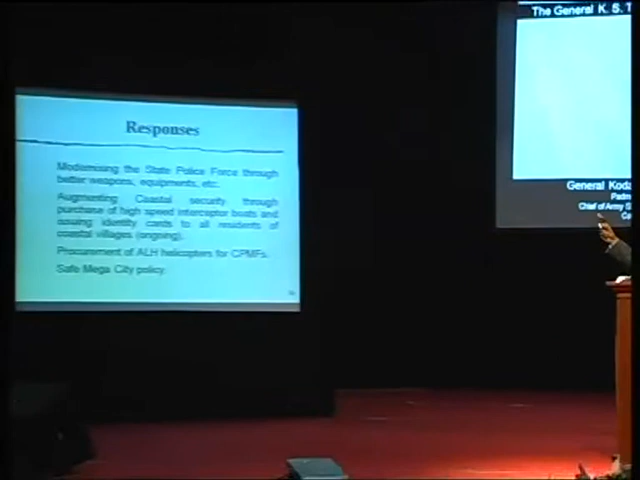 Responses
Modernising the State Police Force through
better weapons, equipments, etc.
Augmenting Coastal security through
purchase of high speed interceptor boats and
issuing identity cards to all residents of
coastal villages (ongoing).
Procurement of ALH helicopters for CPMFs.
Safe Mega City policy.
The General K. S. T
General Koda
Padm
Chief of Army S